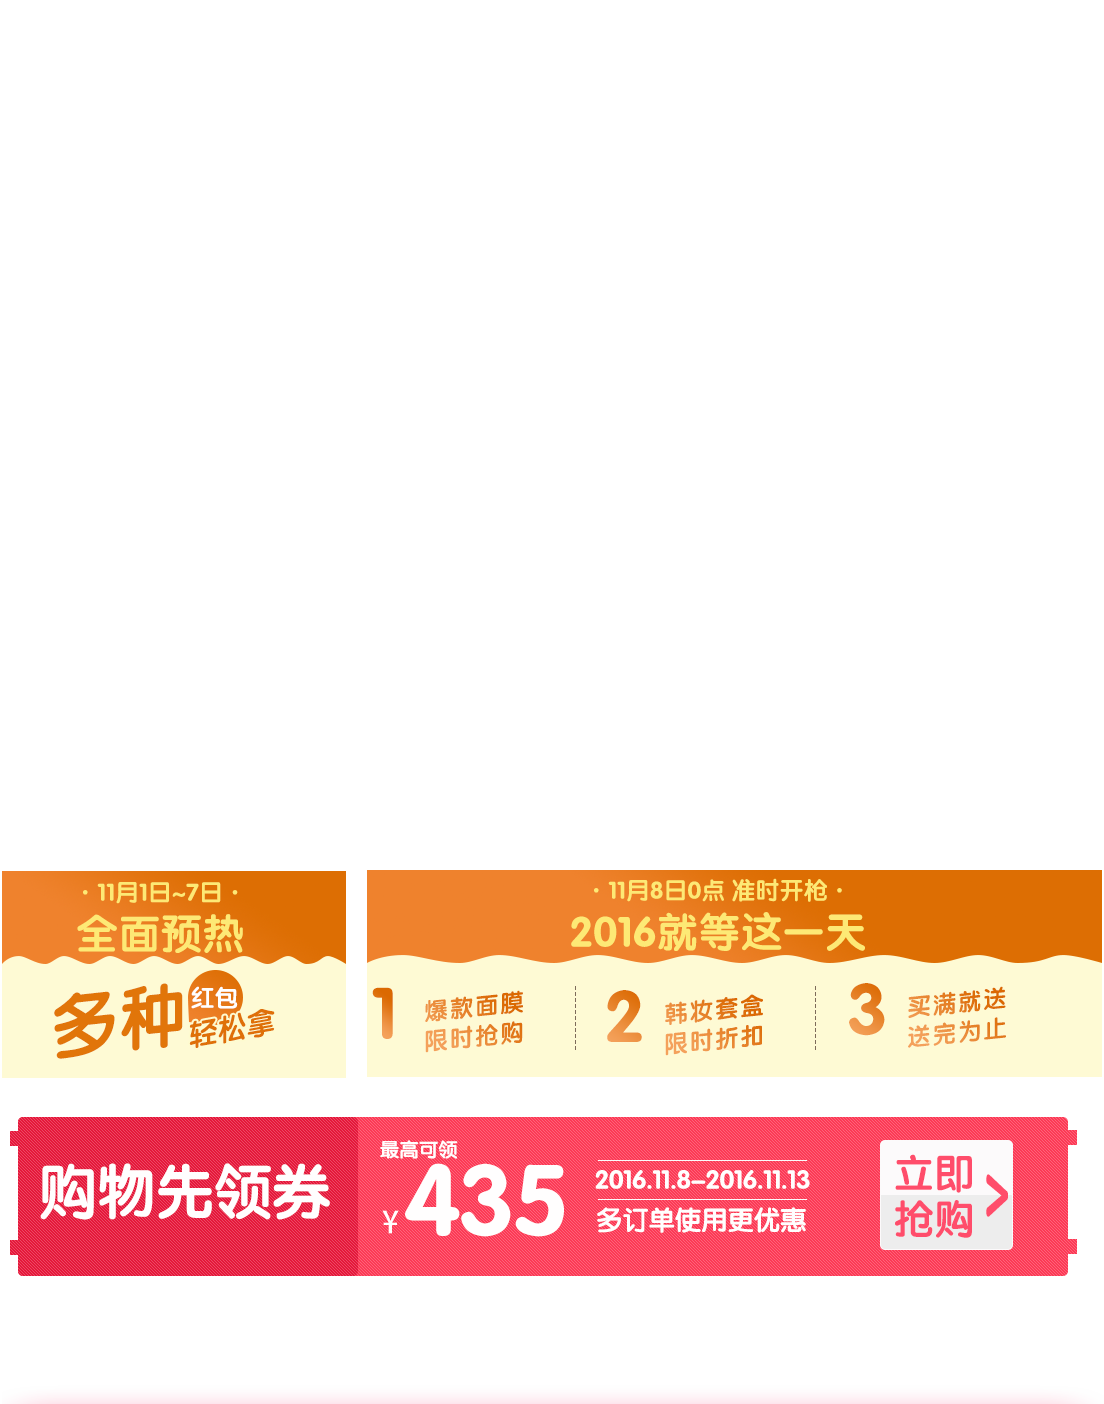 ·11月1日~7日·
全面预热
多种
红包
轻松拿
·11月8日0点 准时开枪·
2016就等这一天
1
爆款面膜
限时抢购
2
韩妆套盒
限时折扣
3
买满就送
送完为止
购物先领券
最高可领
¥435
2016.11.8-2016.11.13
多订单使用更优惠
立即
抢购